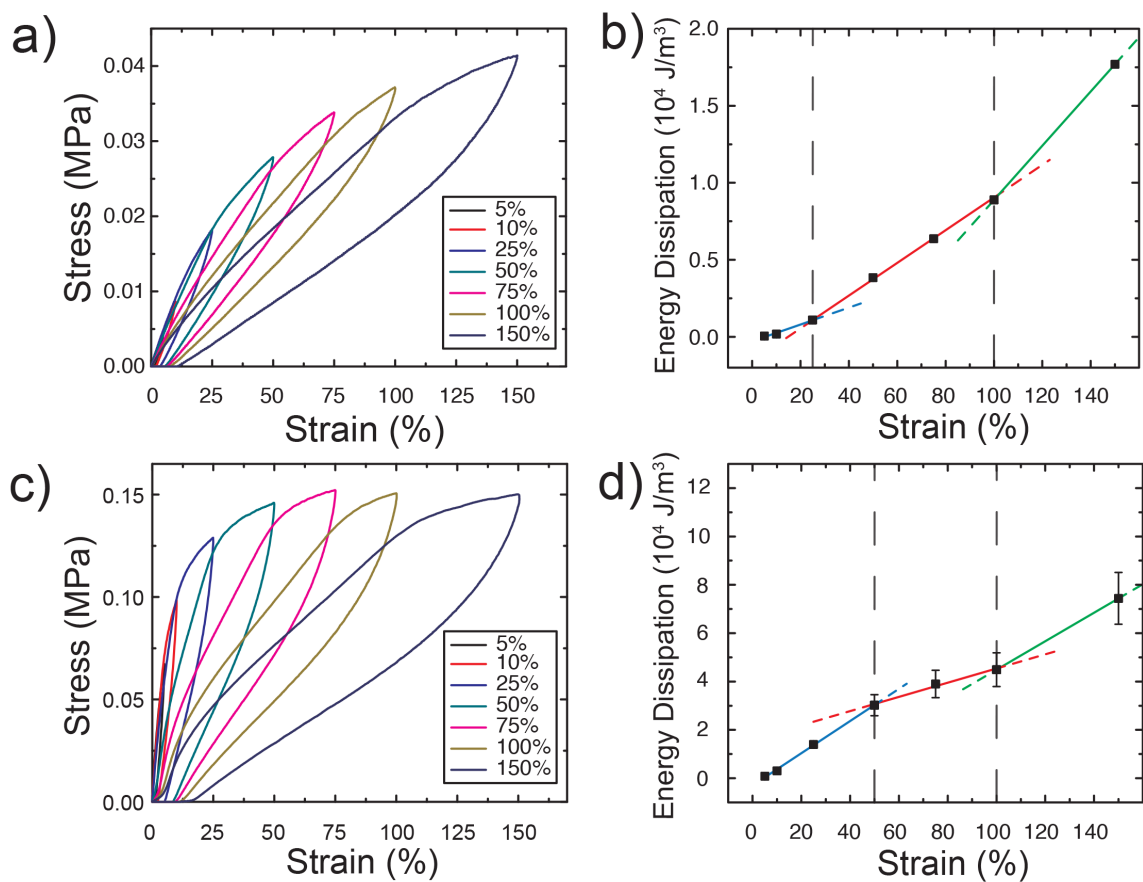 a)
Stress (MPa)
0.04
0.03
0.02
0.01
0.00
0 25 50 75 100 125 150
Strain (%)
5%
10%
25%
50%
75%
100%
150%
b)
Energy Dissipation (10⁴ J/m³)
2.0
1.5
1.0
0.5
0.0
0 20 40 60 80 100 120 140
Strain (%)
c)
Stress (MPa)
0.15
0.10
0.05
0.00
0 25 50 75 100 125 150
Strain (%)
5%
10%
25%
50%
75%
100%
150%
d)
Energy Dissipation (10⁴ J/m³)
12
10
8
6
4
2
0
0 20 40 60 80 100 120 140
Strain (%)